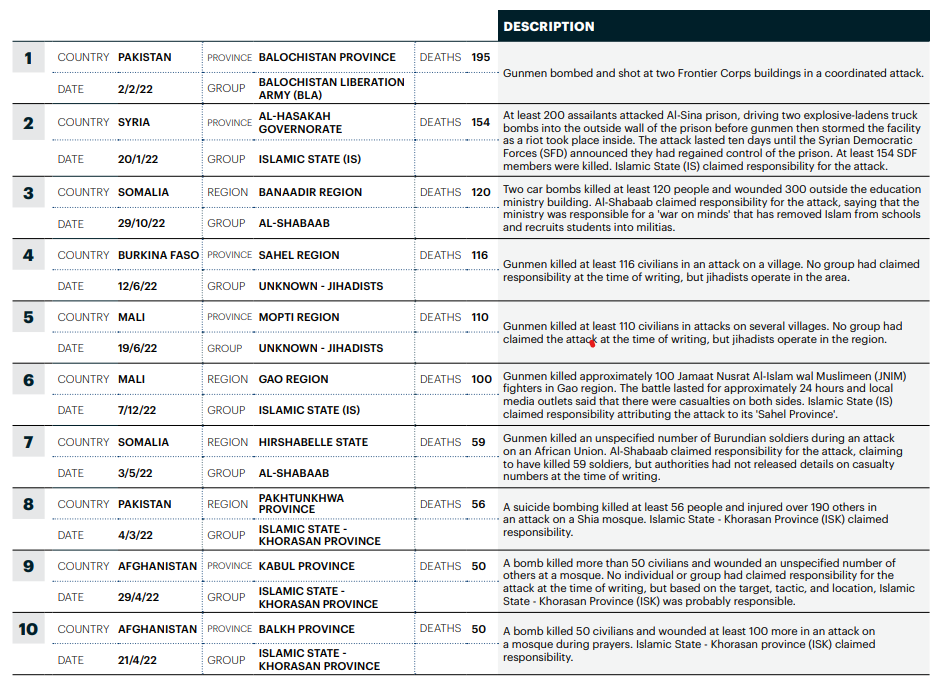 DESCRIPTION
1 COUNTRY PAKISTAN PROVINCE BALOCHISTAN PROVINCE DEATHS 195
DATE 2/2/22 GROUP BALOCHISTAN LIBERATION
ARMY (BLA)
Gunmen bombed and shot at two Frontier Corps buildings in a coordinated attack.
2 COUNTRY SYRIA PROVINCE AL-HASAKAH
GOVERNORATE DEATHS 154
DATE 20/1/22 GROUP ISLAMIC STATE (IS)
At least 200 assailants attacked Al-Sina prison, driving two explosive-ladens truck
bombs into the outside wall of the prison before gunmen then stormed the facility
as a riot took place inside. The attack lasted ten days until the Syrian Democratic
Forces (SFD) announced they had regained control of the prison. At least 154 SDF
members were killed. Islamic State (IS) claimed responsibility for the attack.
3 COUNTRY SOMALIA REGION BANAADIR REGION DEATHS 120
DATE 29/10/22 GROUP AL-SHABAAB
Two car bombs killed at least 120 people and wounded 300 outside the education
ministry building. Al-Shabaab claimed responsibility for the attack, saying that the
ministry was responsible for a 'war on minds' that has removed Islam from schools
and recruits students into militias.
4 COUNTRY BURKINA FASO PROVINCE SAHEL REGION DEATHS 116
DATE 12/6/22 GROUP UNKNOWN - JIHADISTS
Gunmen killed at least 116 civilians in an attack on a village. No group had claimed
responsibility at the time of writing, but jihadists operate in the area.
5 COUNTRY MALI PROVINCE MOPTI REGION DEATHS 110
DATE 19/6/22 GROUP UNKNOWN - JIHADISTS
Gunmen killed at least 110 civilians in attacks on several villages. No group had
claimed the attack at the time of writing, but jihadists operate in the region.
6 COUNTRY MALI REGION GAO REGION DEATHS 100
DATE 7/12/22 GROUP ISLAMIC STATE (IS)
Gunmen killed approximately 100 Jamaat Nusrat Al-Islam wal Muslimeen (JNIM)
fighters in Gao region. The battle lasted for approximately 24 hours and local
media outlets said that there were casualties on both sides. Islamic State (IS)
claimed responsibility attributing the attack to its 'Sahel Province'.
7 COUNTRY SOMALIA REGION HIRSHABELLE STATE DEATHS 59
DATE 3/5/22 GROUP AL-SHABAAB
Gunmen killed an unspecified number of Burundian soldiers during an attack
on an African Union. Al-Shabaab claimed responsibility for the attack, claiming
to have killed 59 soldiers, but authorities had not released details on casualty
numbers at the time of writing.
8 COUNTRY PAKISTAN REGION PAKHTUNKHWA
PROVINCE DEATHS 56
DATE 4/3/22 GROUP ISLAMIC STATE -
KHORASAN PROVINCE
A suicide bombing killed at least 56 people and injured over 190 others in
an attack on a Shia mosque. Islamic State - Khorasan Province (ISK) claimed
responsibility.
9 COUNTRY AFGHANISTAN PROVINCE KABUL PROVINCE DEATHS 50
DATE 29/4/22 GROUP ISLAMIC STATE -
KHORASAN PROVINCE
A bomb killed more than 50 civilians and wounded an unspecified number of
others at a mosque. No individual or group had claimed responsibility for the
attack at the time of writing, but based on the target, tactic, and location, Islamic
State - Khorasan Province (ISK) was probably responsible.
10 COUNTRY AFGHANISTAN PROVINCE BALKH PROVINCE DEATHS 50
DATE 21/4/22 GROUP ISLAMIC STATE -
KHORASAN PROVINCE
A bomb killed 50 civilians and wounded at least 100 more in an attack on
a mosque during prayers. Islamic State - Khorasan province (ISK) claimed
responsibility.